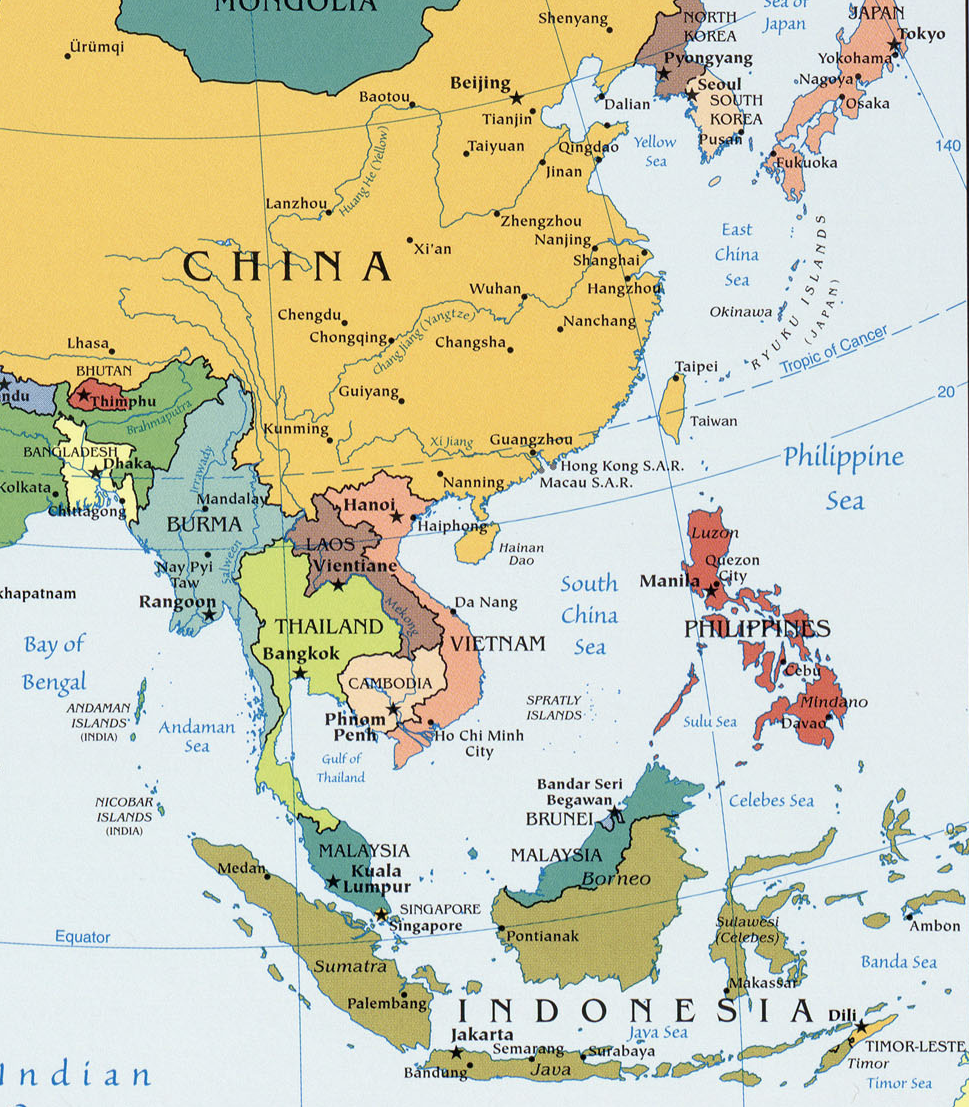 MONGOLIA
Sea of
Japan
Shenyang
NORTH
KOREA
JAPAN
Tokyo
Ürümqi
Pyongyang
Yokohama
Beijing
Seoul
Nagoya
Baotou
Dalian
SOUTH
KOREA
Osaka
Tianjin
Taiyuan
Qingdao
Yellow
Sea
Pusan
140
Jinan
Fukuoka
Huang He (Yellow)
Lanzhou
Zhengzhou
East
China
Sea
CHINA
Xi'an
Nanjing
Shanghai
RYUKU ISLANDS
(JAPAN)
Wuhan
Hangzhou
Okinawa
Chengdu
Chang Jiang (Yangtze)
Nanchang
Chongqing
Changsha
Tropic of Cancer
Lhasa
BHUTAN
Taipei
ndu
Thimphu
Guiyang
20
Brahmaputra
Kunming
Xi Jiang
Guangzhou
Taiwan
BANGLADESH
Dhaka
Irrawady
Hong Kong S.A.R.
Macau S.A.R.
Philippine
Sea
Kolkata
Nanning
Chittagong
Mandalay
Hanoi
BURMA
Haiphong
Luzon
LAOS
Hainan
Dao
Nay Pyi
Taw
Salween
Vientiane
Quezon
City
Manila
khapatnam
Rangoon
South
China
Sea
Mekong
Da Nang
THAILAND
PHILIPPINES
Bay of
Bengal
Bangkok
VIETNAM
Cebu
CAMBODIA
ANDAMAN
ISLANDS
(INDIA)
SPRATLY
ISLANDS
Mindano
Andaman
Sea
Phnom
Penh
Sulu Sea
Davao
Ho Chi Minh
City
Gulf of
Thailand
NICOBAR
ISLANDS
(INDIA)
Bandar Seri
Begawan
Celebes Sea
BRUNEI
0
MALAYSIA
MALAYSIA
Medan
Kuala
Lumpur
Borneo
SINGAPORE
Singapore
Equator
Pontianak
Sulawesi
(Celebes)
Ambon
Sumatra
Banda Sea
Makassar
Palembang
INDONESIA
Dili
Jakarta
Java Sea
Semarang
Surabaya
TIMOR-LESTE
Bandung
Java
Timor
Indian
Timor Sea